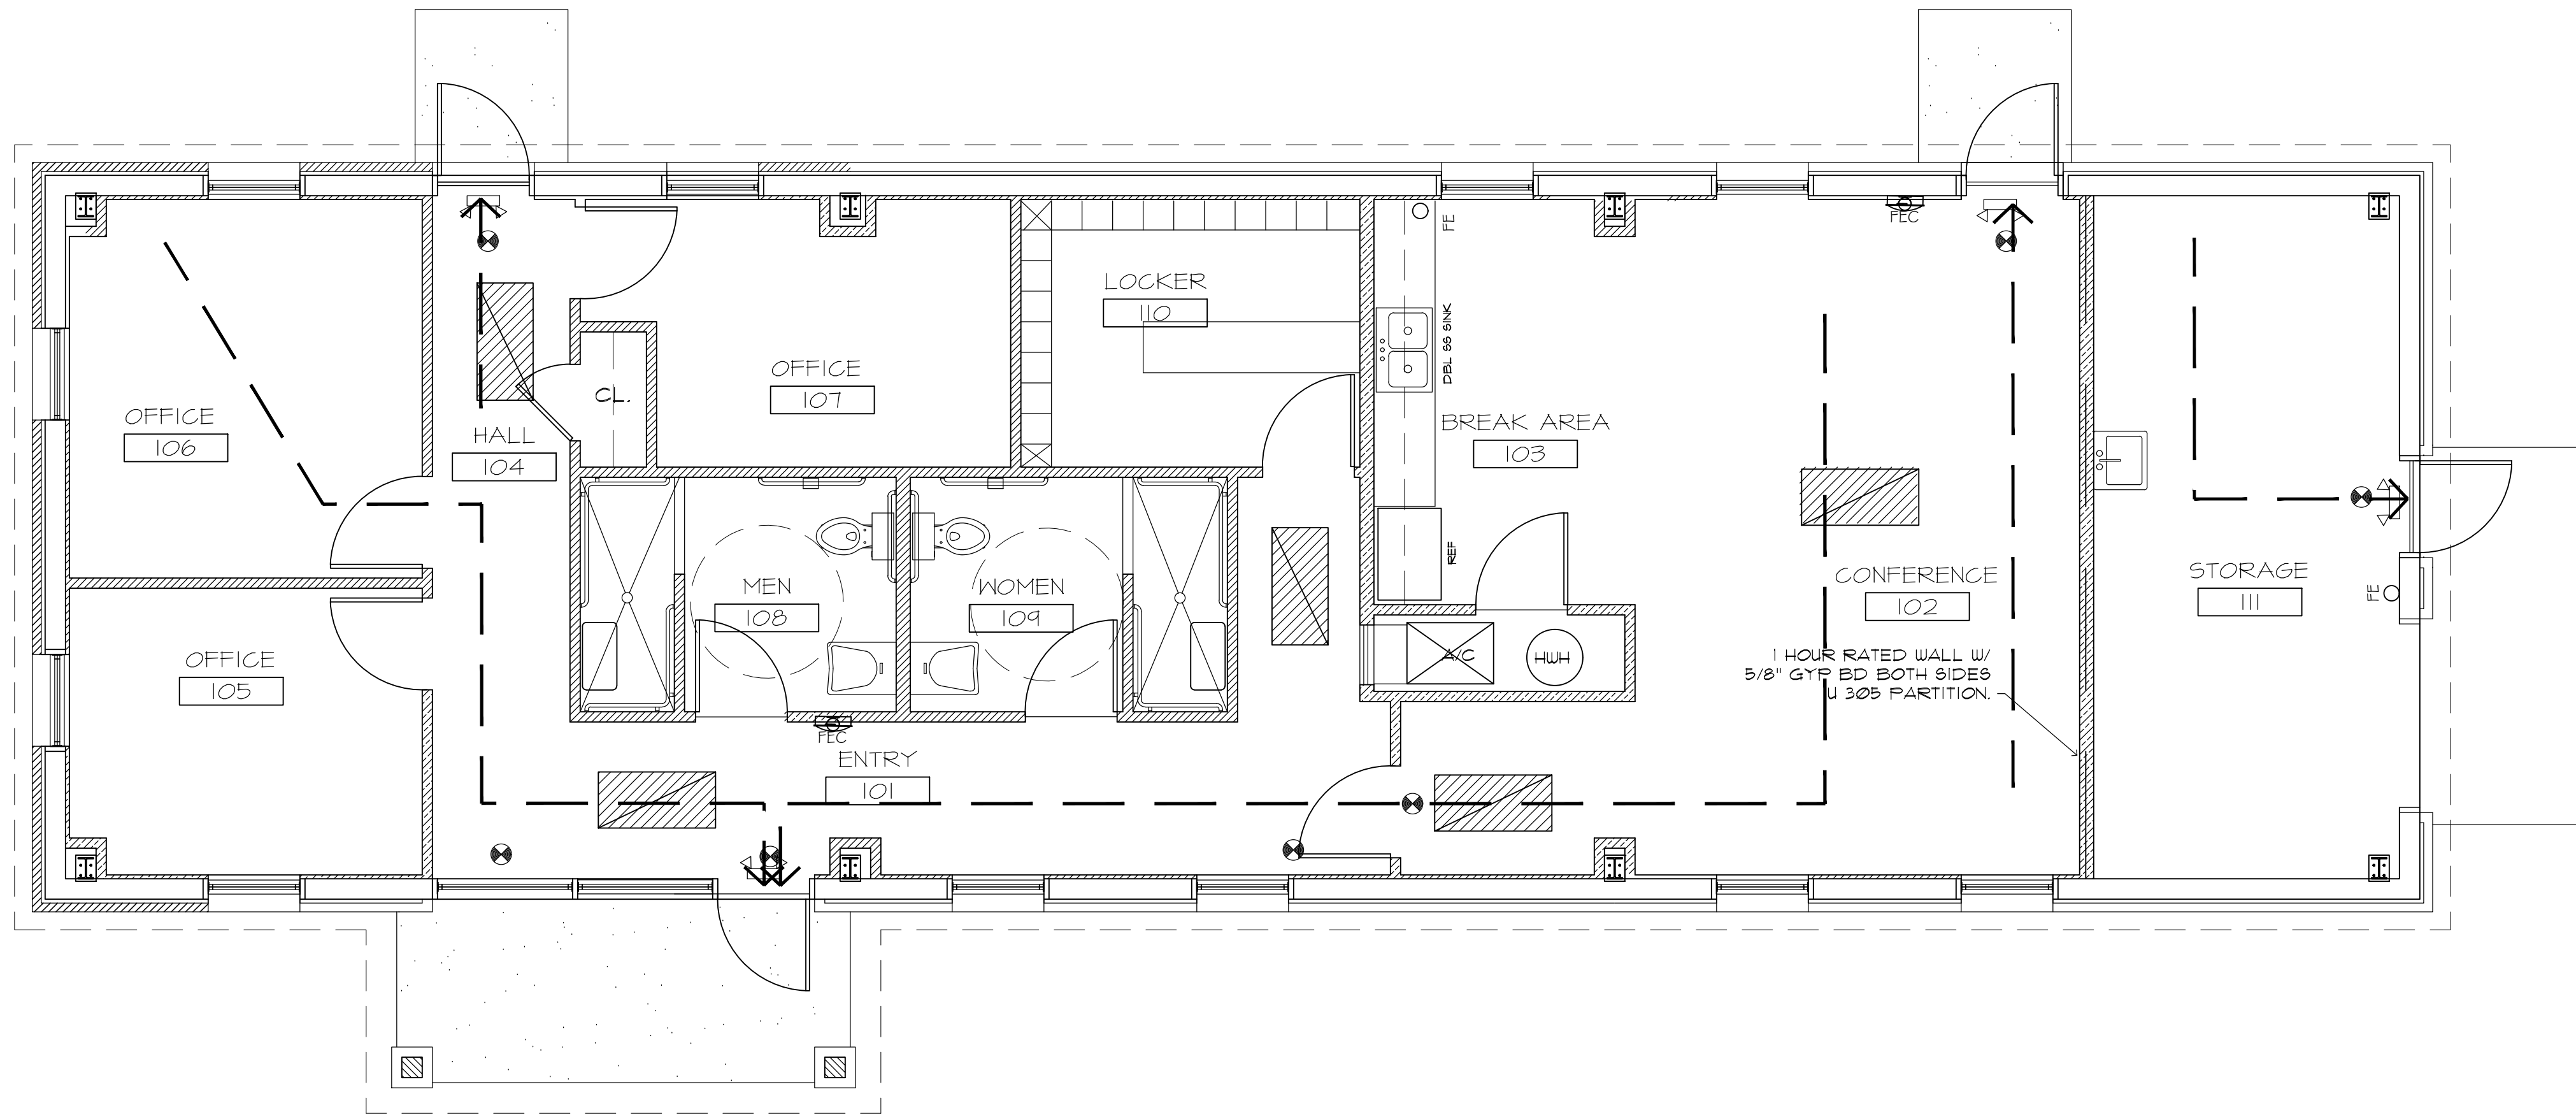 FE
FEC
LOCKER
110
DBL SS SINK
OFFICE
107
CL.
OFFICE
106
HALL
104
BREAK AREA
103
REF
MEN
108
WOMEN
109
CONFERENCE
102
STORAGE
111
FE
OFFICE
105
A/C
HWH
1 HOUR RATED WALL W/
5/8" GYP BD BOTH SIDES
U 305 PARTITION.
FEC
ENTRY
101